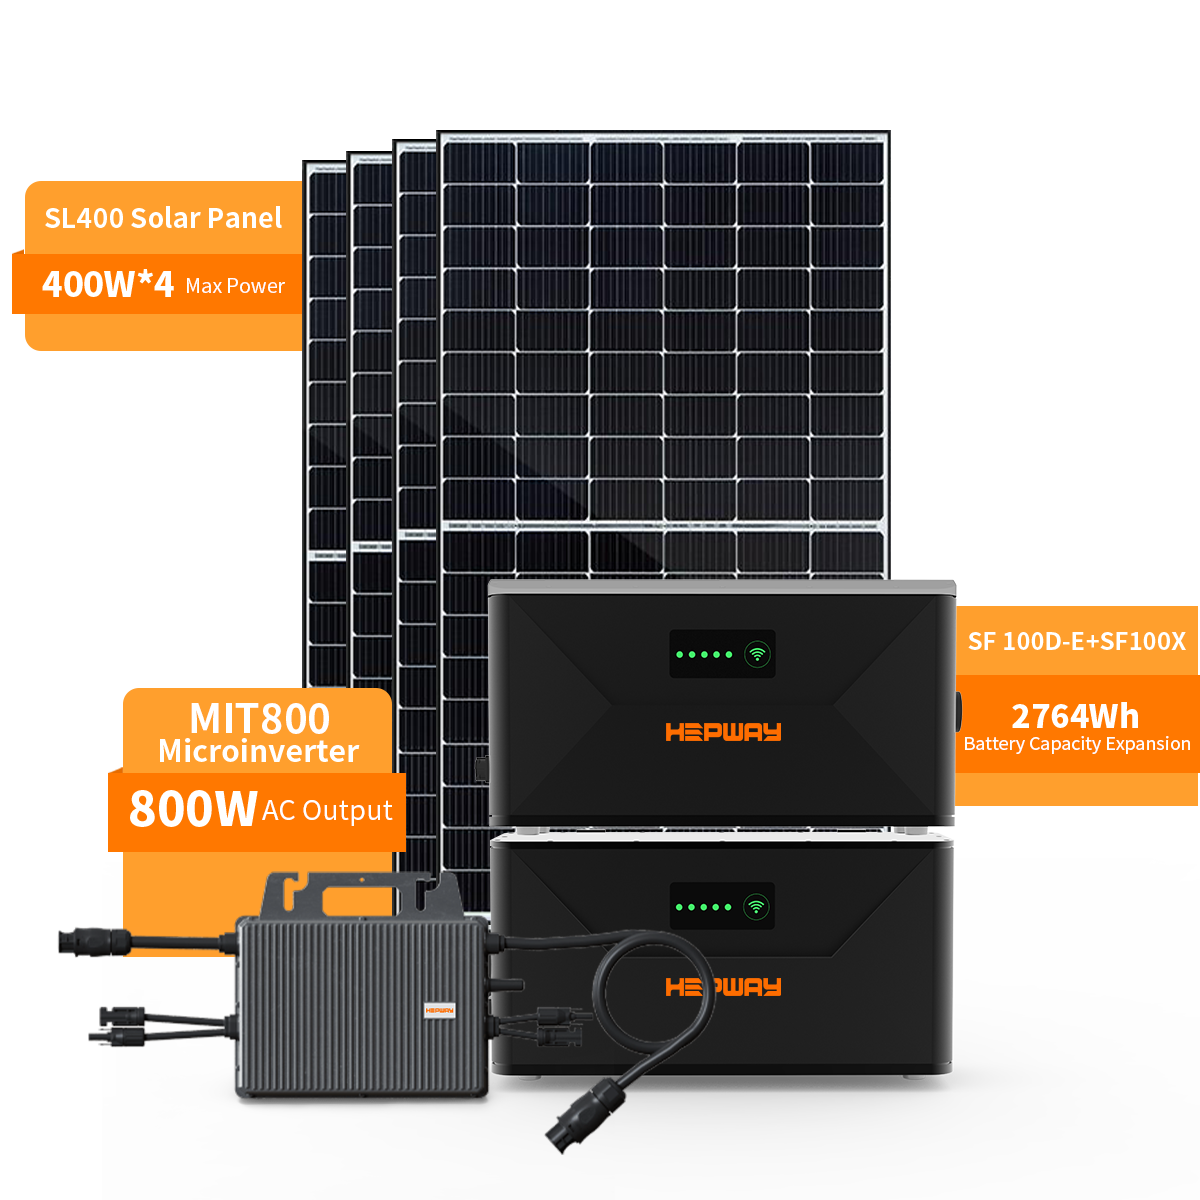 SL400 Solar Panel
400W*4 Max Power
SF 100D-E+SF100X
2764Wh
Battery Capacity Expansion
MIT800
Microinverter
800W AC Output
HEPWAY
HEPWAY
HEPWAY